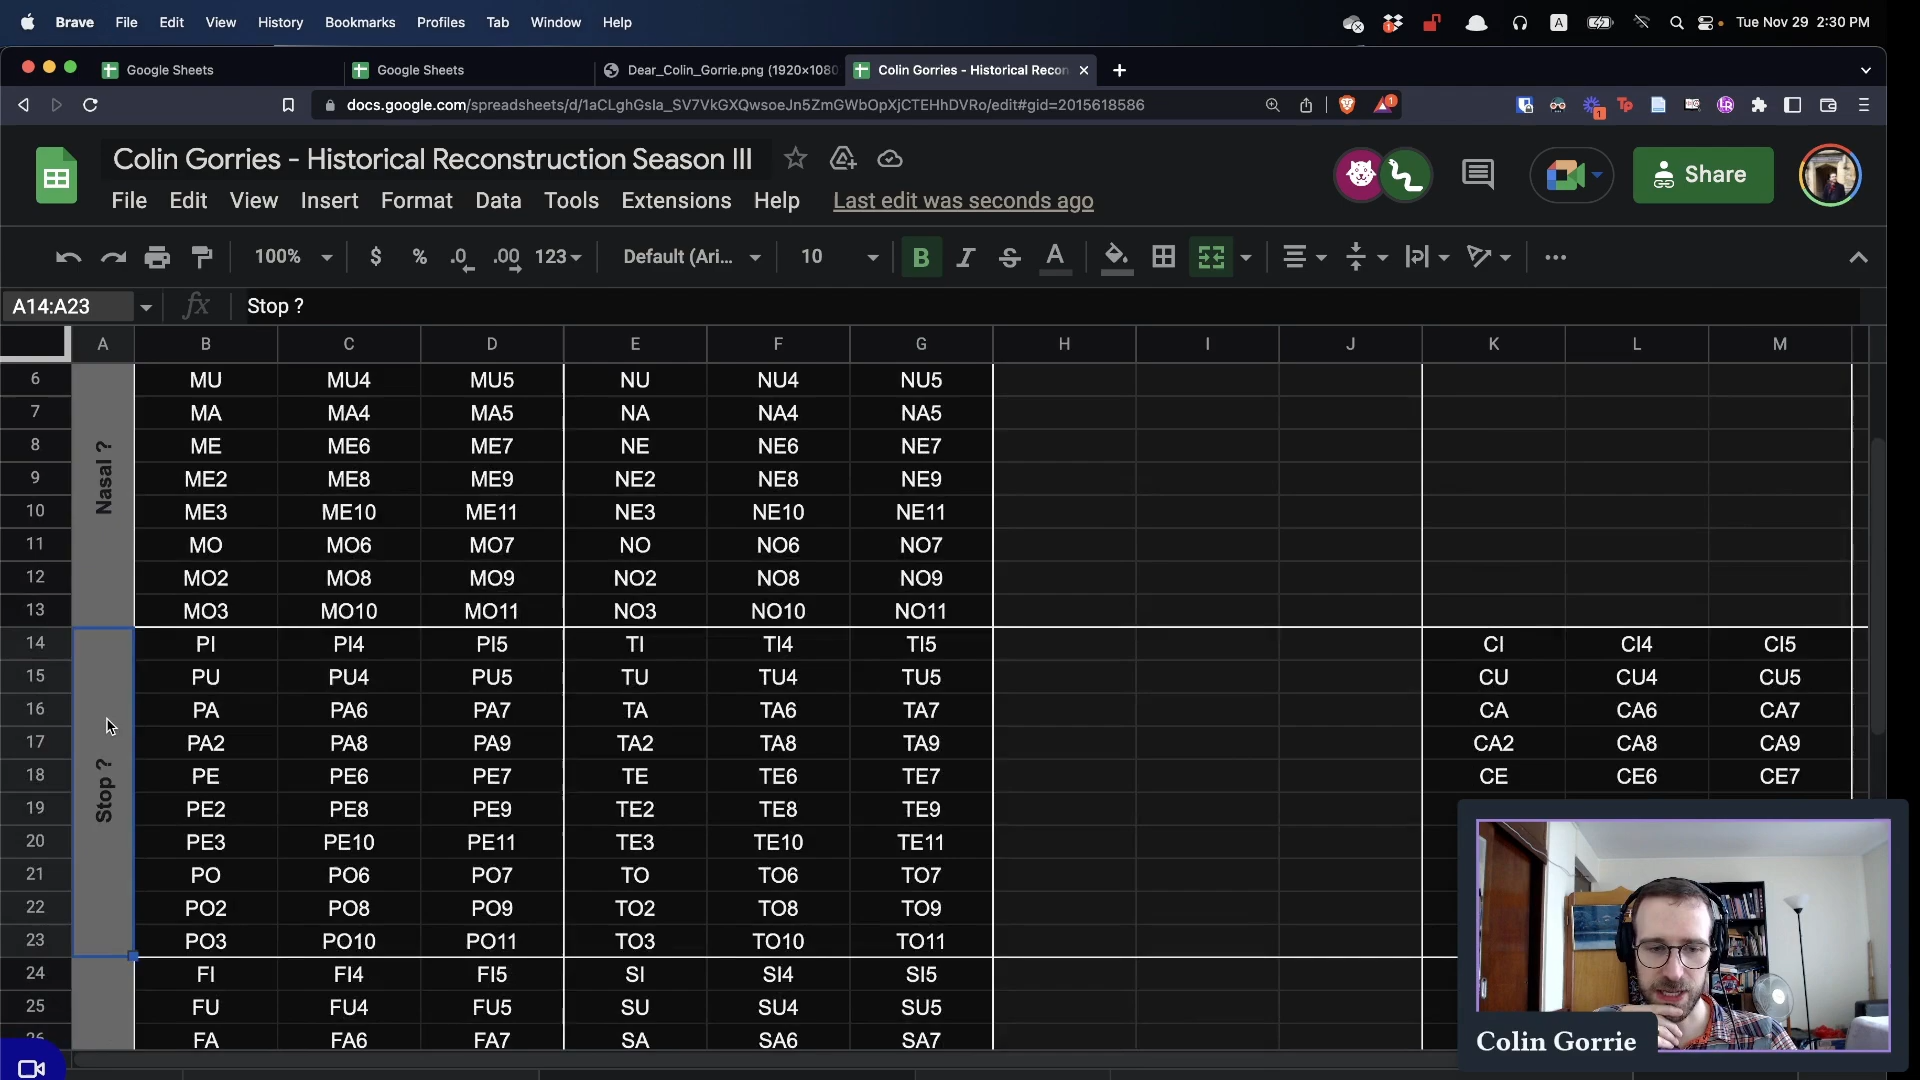 Brave File Edit View History Bookmarks Profiles Tab Window Help A Tue Nov 29 2:30 PM
Google Sheets Google Sheets Dear_Colin_Gorrie.png (1920×1080 Colin Gorries - Historical Recon
docs.google.com/spreadsheets/d/1aCLghGsIa_SV7VkGXQwsoeJn5ZmGWbOpXjCTEHhDVRo/edit#gid=2015618586
Colin Gorries - Historical Reconstruction Season III
File Edit View Insert Format Data Tools Extensions Help Last edit was seconds ago
Share
100% $ % .0 .00 123 Default (Ari... 10 B I S A
A14:A23 fx Stop ?
A B C D E F G H I J K L M
6 MU MU4 MU5 NU NU4 NU5
7 MA MA4 MA5 NA NA4 NA5
8 ME ME6 ME7 NE NE6 NE7
9 ME2 ME8 ME9 NE2 NE8 NE9
10 ME3 ME10 ME11 NE3 NE10 NE11
11 MO MO6 MO7 NO NO6 NO7
12 MO2 MO8 MO9 NO2 NO8 NO9
13 MO3 MO10 MO11 NO3 NO10 NO11
Nasal ?
14 PI PI4 PI5 TI TI4 TI5 CI CI4 CI5
15 PU PU4 PU5 TU TU4 TU5 CU CU4 CU5
16 PA PA6 PA7 TA TA6 TA7 CA CA6 CA7
17 PA2 PA8 PA9 TA2 TA8 TA9 CA2 CA8 CA9
18 PE PE6 PE7 TE TE6 TE7 CE CE6 CE7
19 PE2 PE8 PE9 TE2 TE8 TE9
20 PE3 PE10 PE11 TE3 TE10 TE11
21 PO PO6 PO7 TO TO6 TO7
22 PO2 PO8 PO9 TO2 TO8 TO9
23 PO3 PO10 PO11 TO3 TO10 TO11
Stop ?
24 FI FI4 FI5 SI SI4 SI5
25 FU FU4 FU5 SU SU4 SU5
26 FA FA6 FA7 SA SA6 SA7
Colin Gorrie